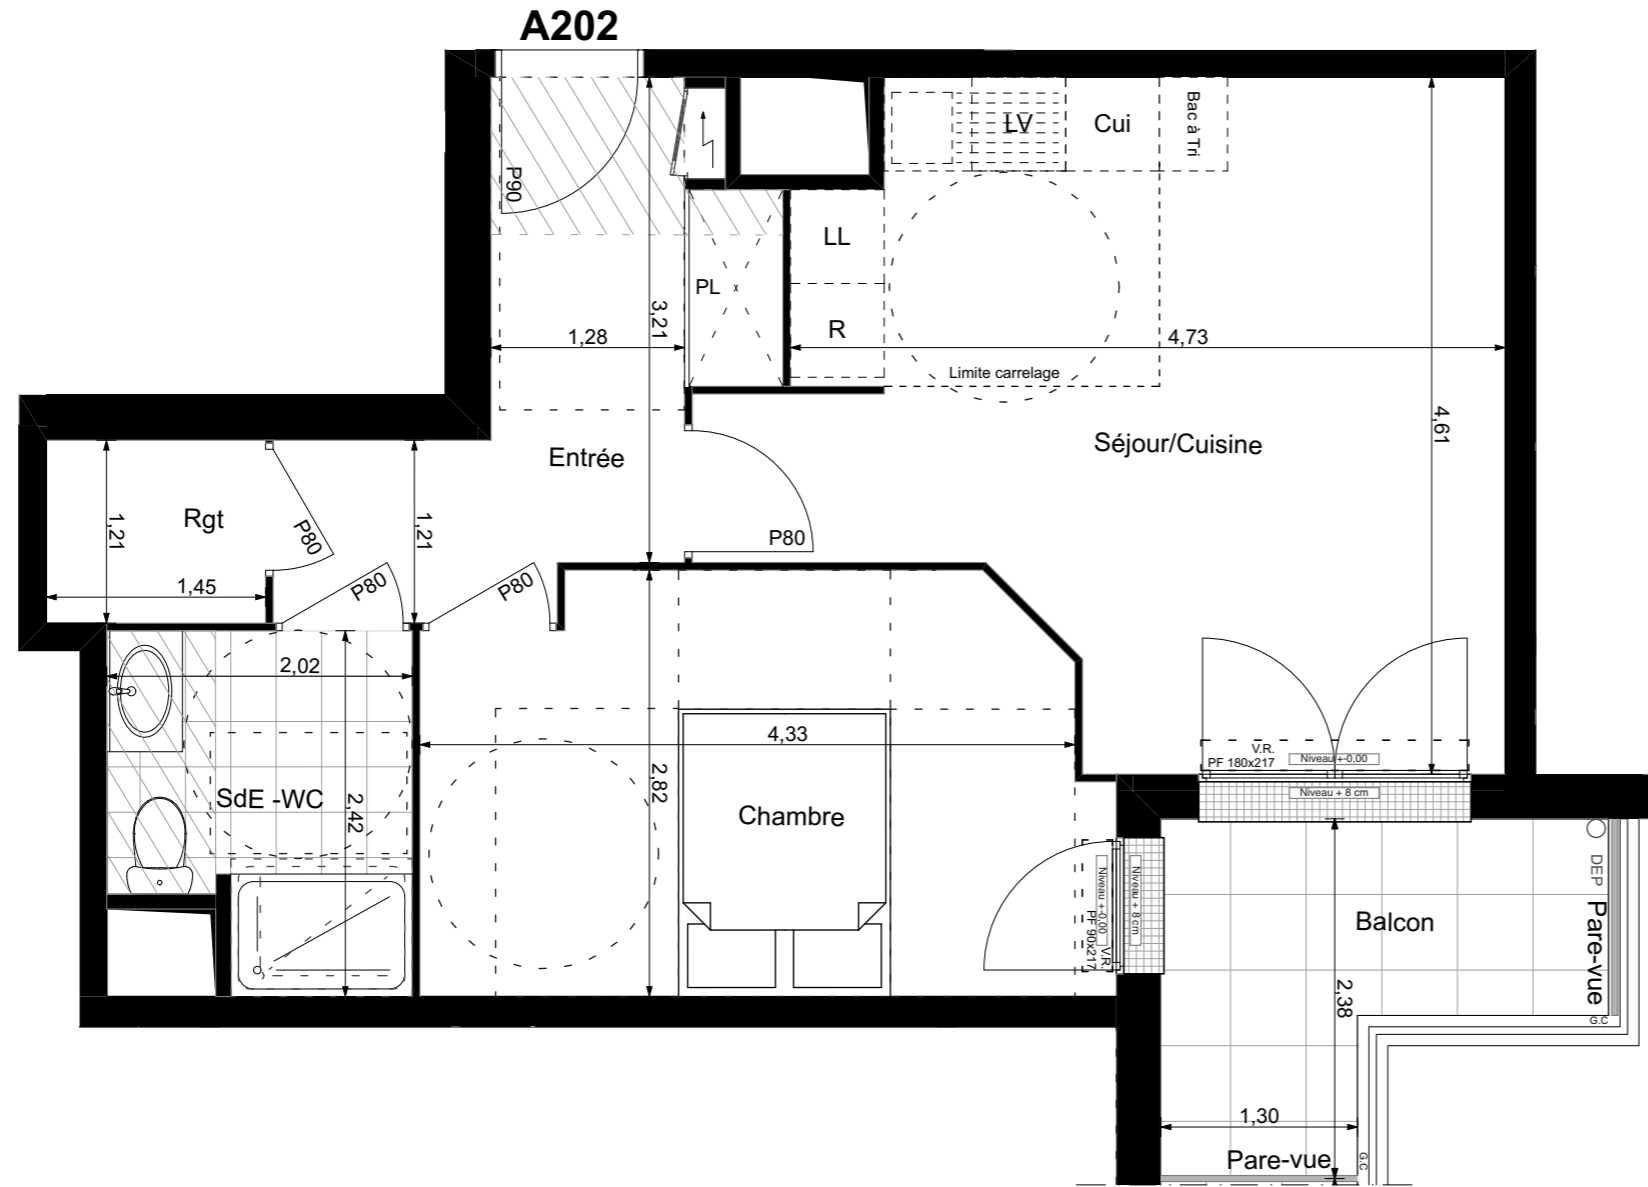 A202
LV
Cui
Bac à Tri
P90
LL
PL
R
3,21
1,28
4,73
Limite carrelage
4,61
Séjour/Cuisine
Entrée
Rgt
1,21
P80
1,21
P80
1,45
P80
P80
2,02
4,33
2,82
V.R.
PF 180x217
Niveau +-0,00
Niveau + 8 cm
SdE -WC
2,42
Chambre
Niveau +-0,00
Niveau + 8 cm
PF 90x217
V.R.
DEP
Balcon
Pare-vue
G.C
2,38
1,30
Pare-vue
G.C